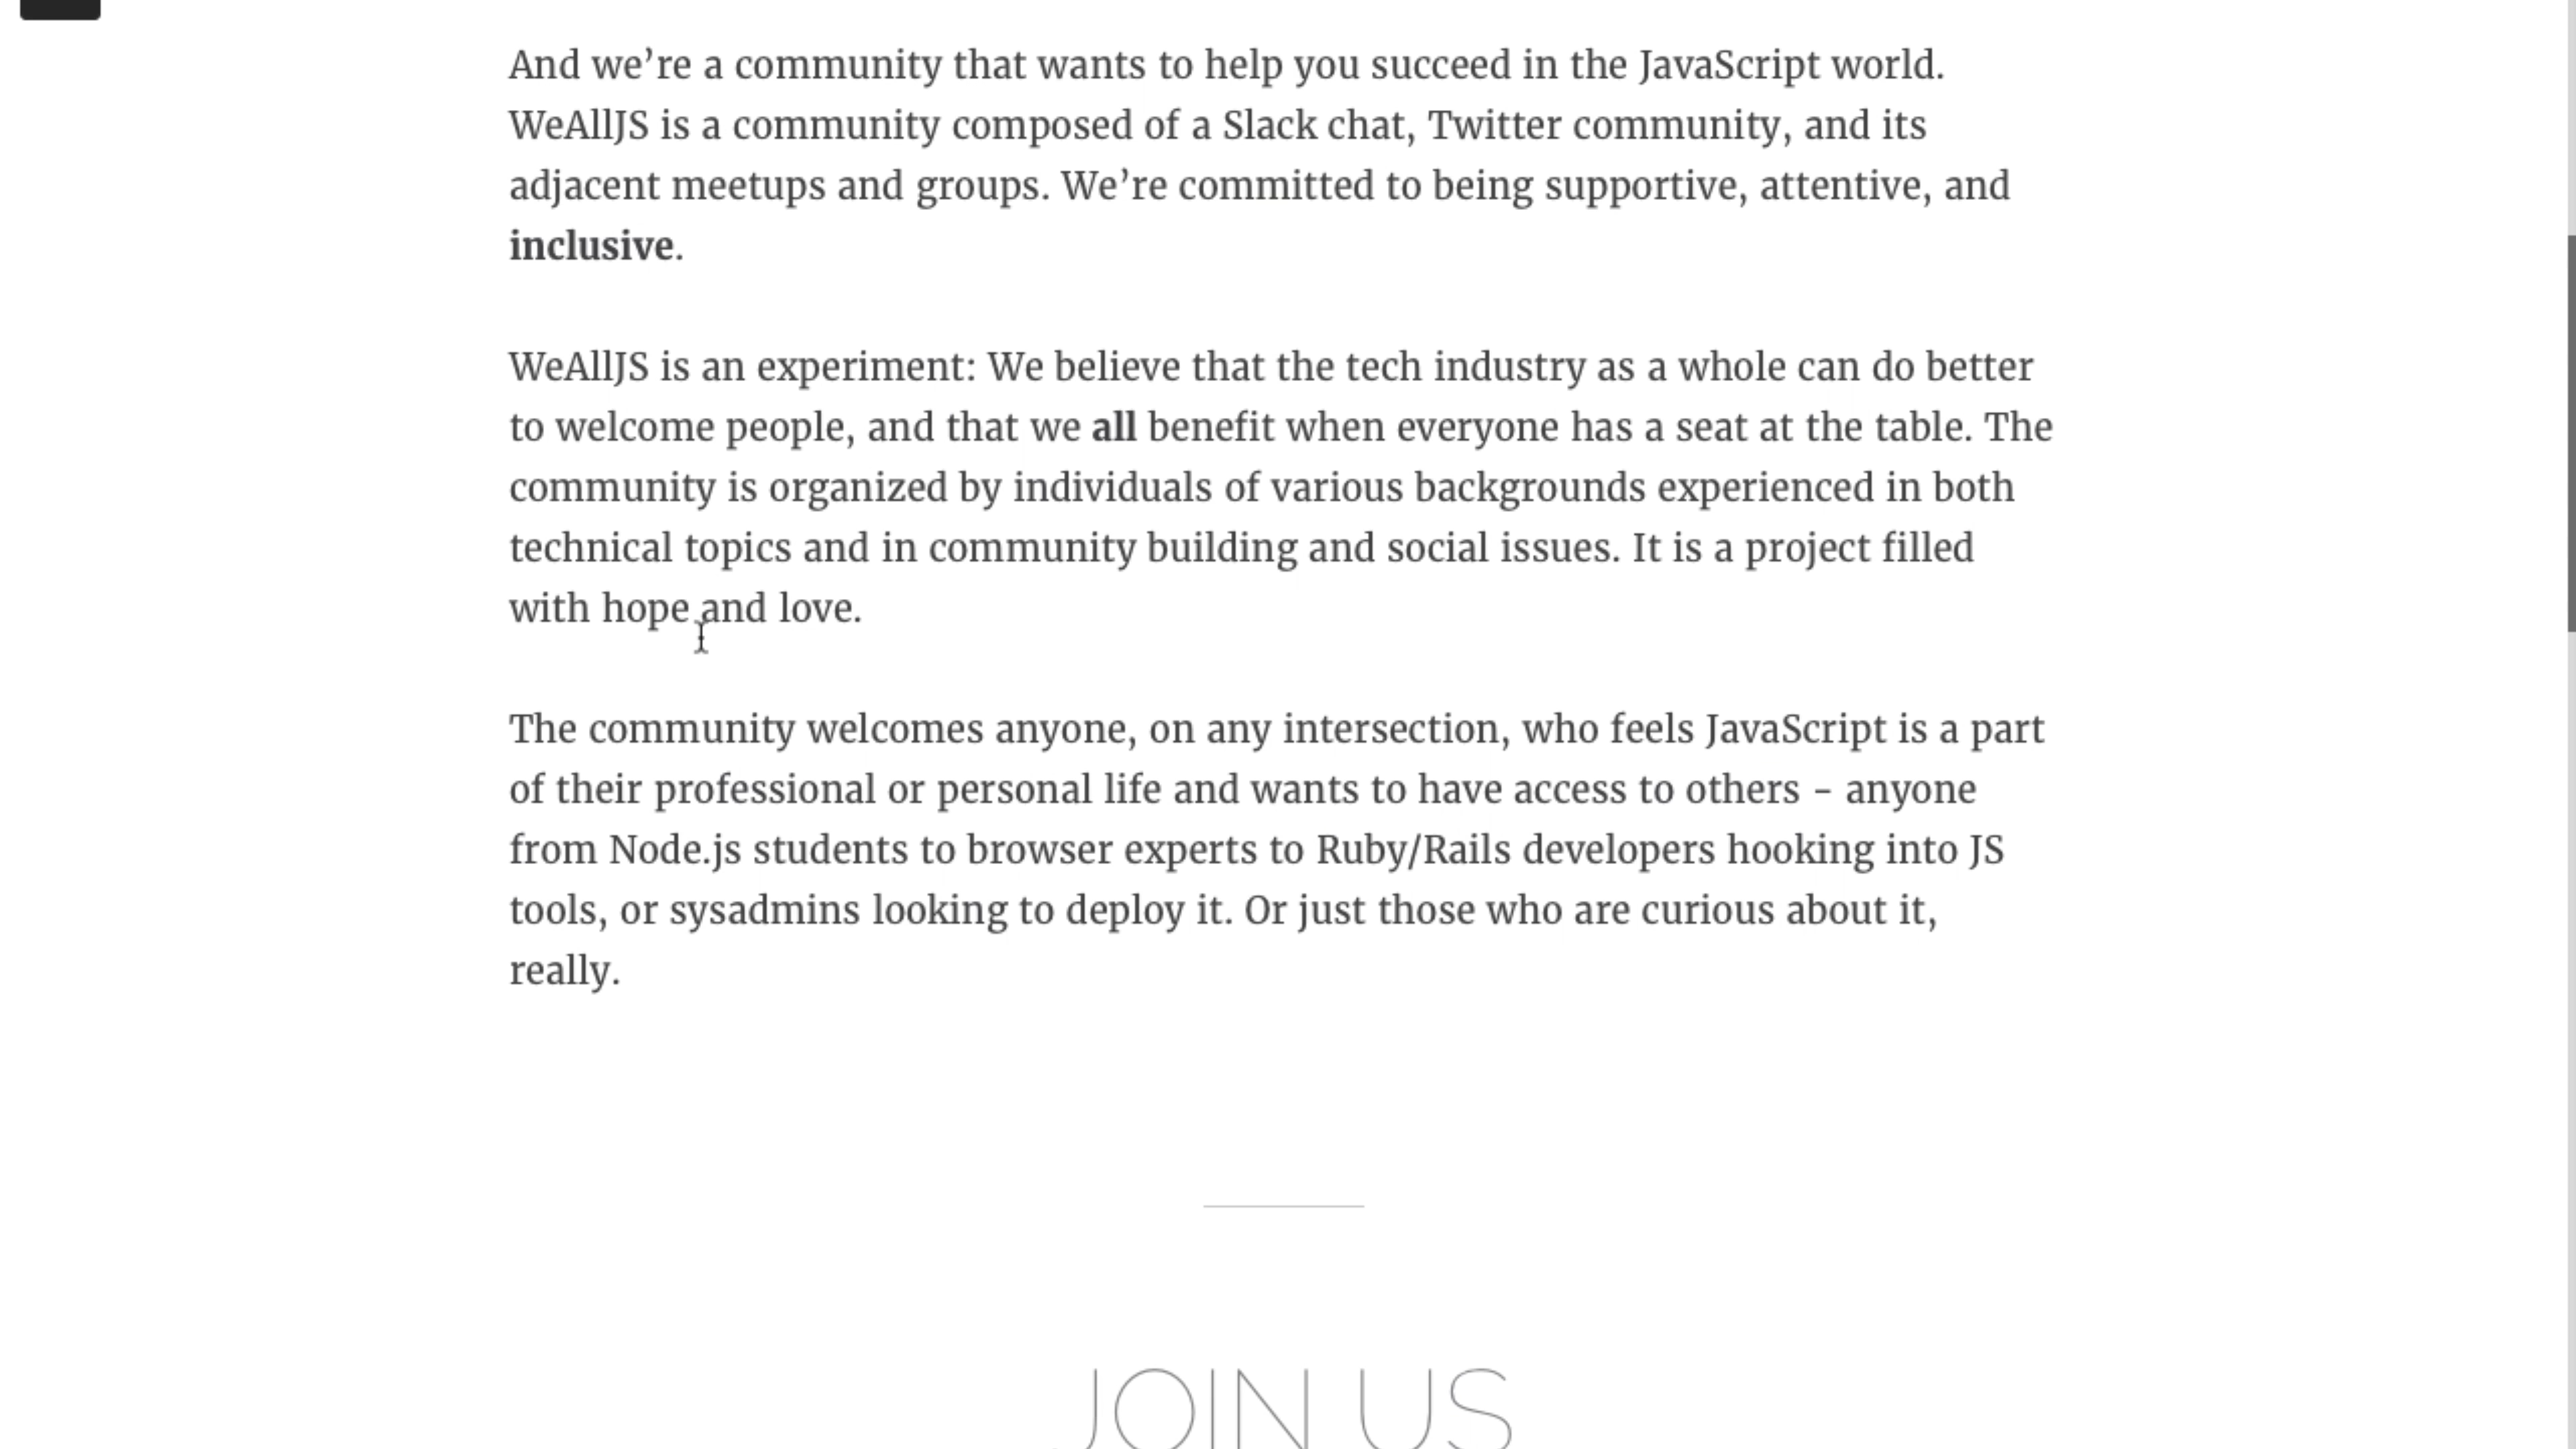 And we’re a community that wants to help you succeed in the JavaScript world.
WeAllJS is a community composed of a Slack chat, Twitter community, and its
adjacent meetups and groups. We’re committed to being supportive, attentive, and
inclusive.
WeAllJS is an experiment: We believe that the tech industry as a whole can do better
to welcome people, and that we all benefit when everyone has a seat at the table. The
community is organized by individuals of various backgrounds experienced in both
technical topics and in community building and social issues. It is a project filled
with hope and love.
The community welcomes anyone, on any intersection, who feels JavaScript is a part
of their professional or personal life and wants to have access to others – anyone
from Node.js students to browser experts to Ruby/Rails developers hooking into JS
tools, or sysadmins looking to deploy it. Or just those who are curious about it,
really.
JOIN US